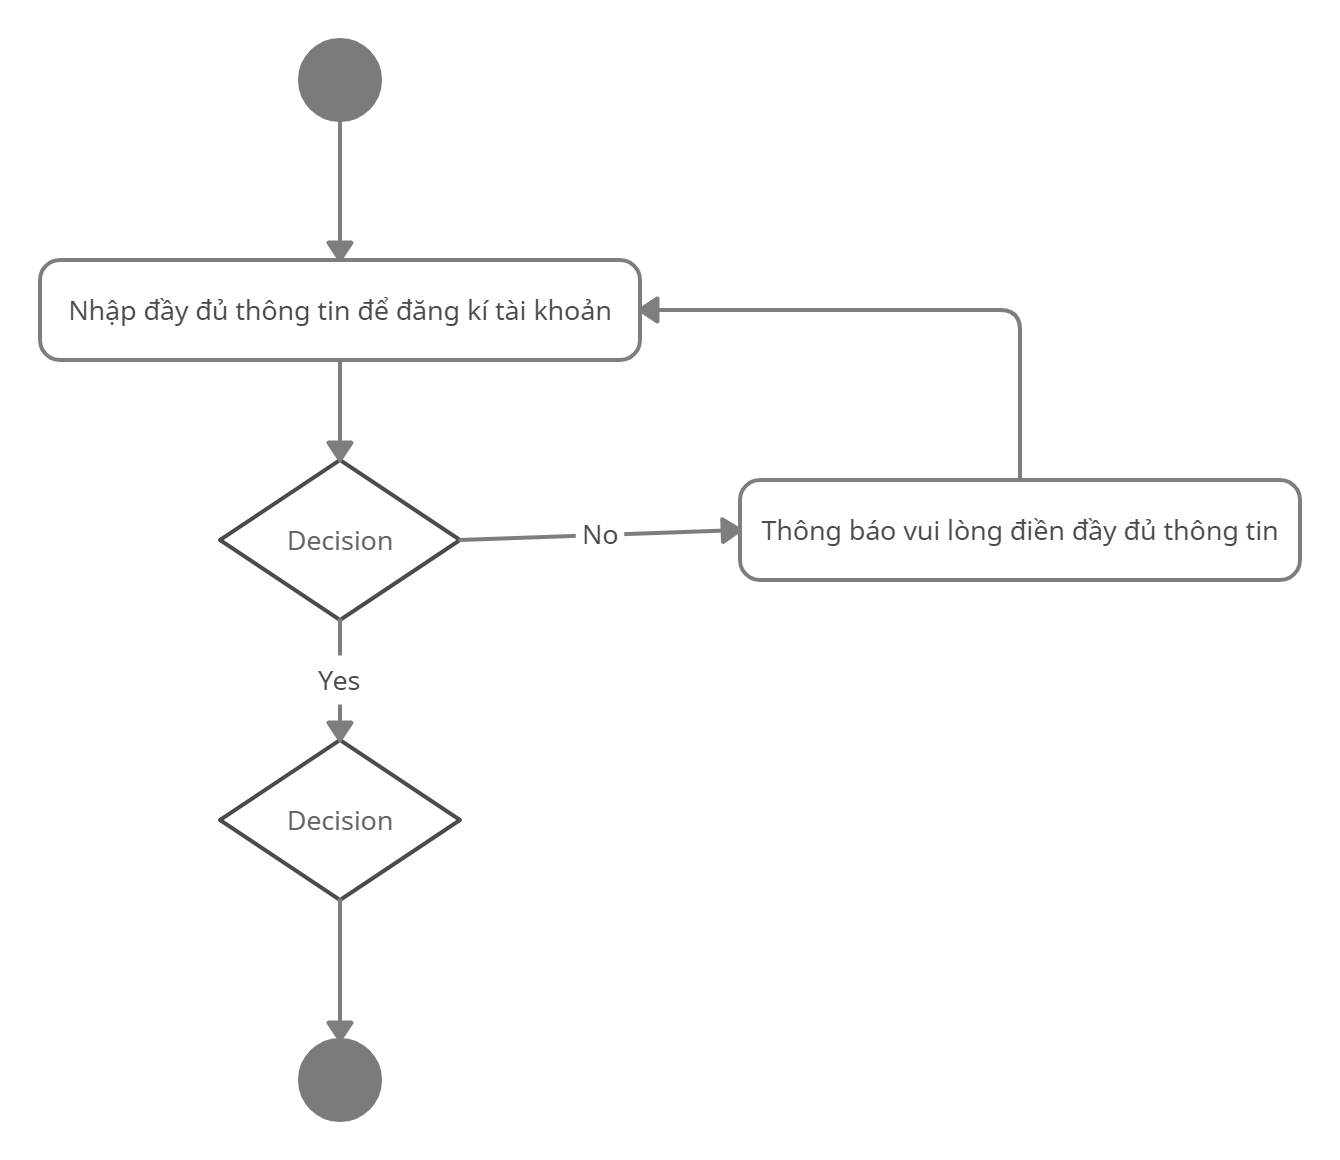 Nhập đầy đủ thông tin để đăng kí tài khoản
Decision
No
Thông báo vui lòng điền đầy đủ thông tin
Yes
Decision